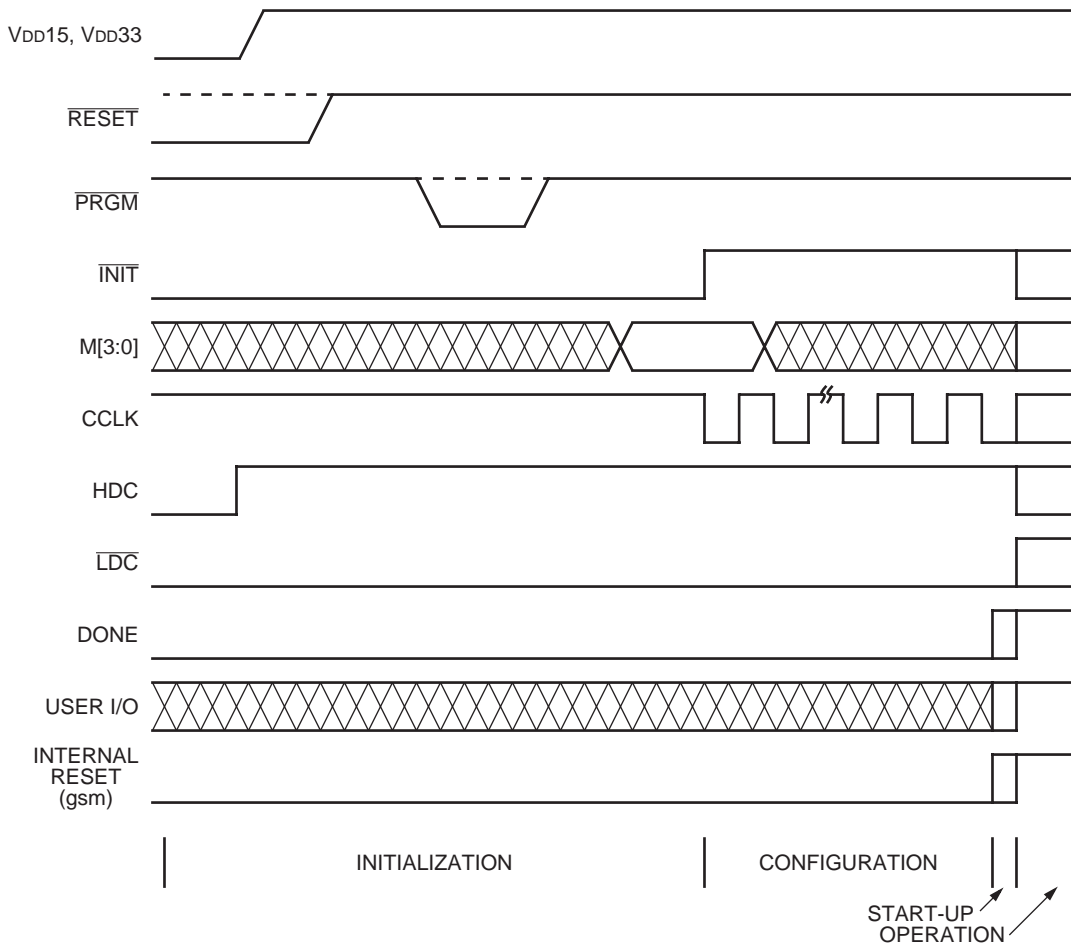 VDD15, VDD33
RESET
PRGM
INIT
M[3:0]
CCLK
HDC
LDC
DONE
USER I/O
INTERNAL
RESET
(gsm)
INITIALIZATION
CONFIGURATION
START-UP
OPERATION